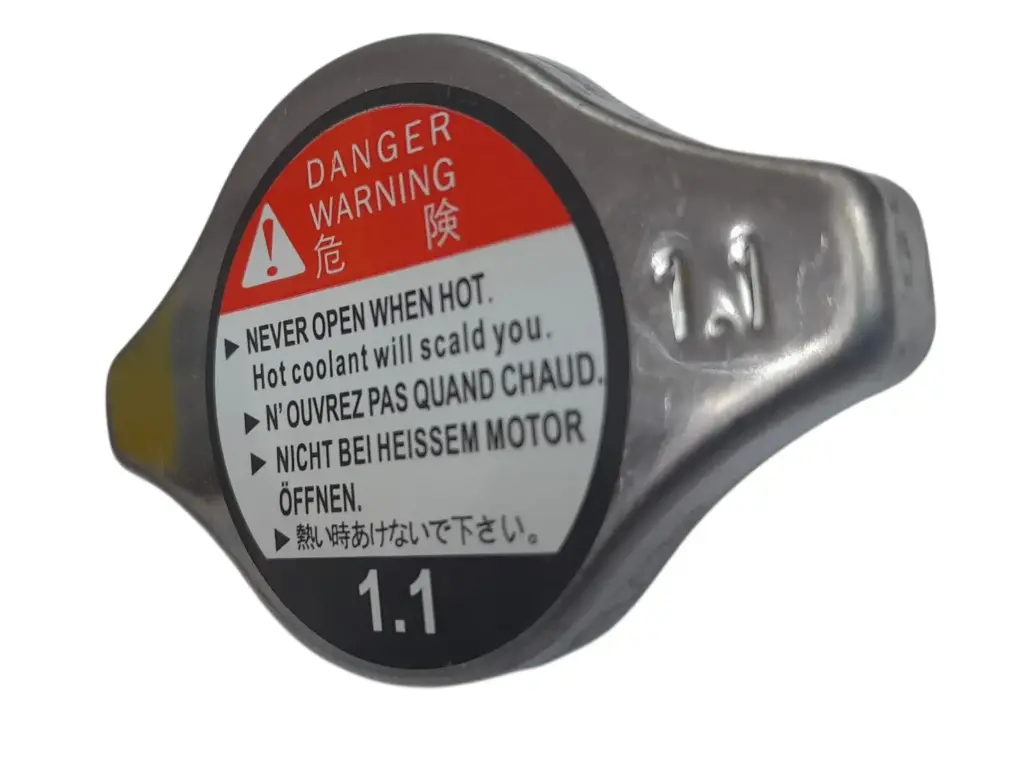 DANGER
WARNING
危 険
▶ NEVER OPEN WHEN HOT.
Hot coolant will scald you.
▶ N' OUVREZ PAS QUAND CHAUD.
▶ NICHT BEI HEISSEM MOTOR
ÖFFNEN.
▶ 熱い時あけないで下さい。
1.1
1.1